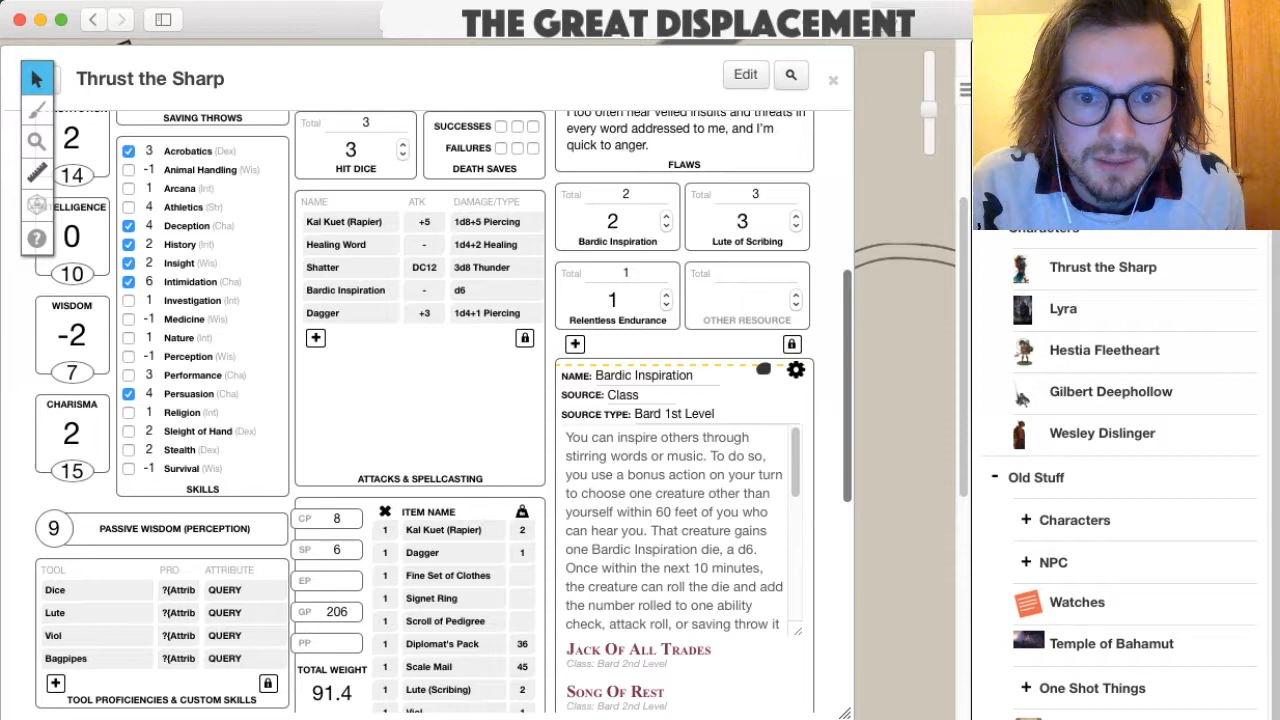 THE GREAT DISPLACEMENT
Thrust the Sharp
Edit
2
14
ELLIGENCE
0
10
WISDOM
-2
7
CHARISMA
2
15
SAVING THROWS
3 Acrobatics (Dex)
-1 Animal Handling (Wis)
1 Arcana (Int)
4 Athletics (Str)
4 Deception (Cha)
2 History (Int)
2 Insight (Wis)
6 Intimidation (Cha)
1 Investigation (Int)
-1 Medicine (Wis)
1 Nature (Int)
-1 Perception (Wis)
3 Performance (Cha)
4 Persuasion (Cha)
1 Religion (Int)
2 Sleight of Hand (Dex)
2 Stealth (Dex)
-1 Survival (Wis)
SKILLS
9 PASSIVE WISDOM (PERCEPTION)
TOOL PRO ATTRIBUTE
Dice ?{Attrib QUERY
Lute ?{Attrib QUERY
Viol ?{Attrib QUERY
Bagpipes ?{Attrib QUERY
TOOL PROFICIENCIES & CUSTOM SKILLS
Total 3
3
HIT DICE
SUCCESSES
FAILURES
DEATH SAVES
NAME ATK DAMAGE/TYPE
Kal Kuet (Rapier) +5 1d8+5 Piercing
Healing Word - 1d4+2 Healing
Shatter DC12 3d8 Thunder
Bardic Inspiration - d6
Dagger +3 1d4+1 Piercing
ATTACKS & SPELLCASTING
CP 8
SP 6
EP
GP 206
PP
TOTAL WEIGHT
91.4
ITEM NAME
1 Kal Kuet (Rapier) 2
1 Dagger 1
1 Fine Set of Clothes
1 Signet Ring
1 Scroll of Pedigree
1 Diplomat's Pack 36
1 Scale Mail 45
1 Lute (Scribing) 2
1 Viol 1
I too often hear veiled insults and threats in
every word addressed to me, and I'm
quick to anger.
FLAWS
Total 2
2
Bardic Inspiration
Total 3
3
Lute of Scribing
Total 1
1
Relentless Endurance
Total
OTHER RESOURCE
NAME: Bardic Inspiration
SOURCE: Class
SOURCE TYPE: Bard 1st Level
You can inspire others through
stirring words or music. To do so,
you use a bonus action on your turn
to choose one creature other than
yourself within 60 feet of you who
can hear you. That creature gains
one Bardic Inspiration die, a d6.
Once within the next 10 minutes,
the creature can roll the die and add
the number rolled to one ability
check, attack roll, or saving throw it
JACK OF ALL TRADES
Class: Bard 2nd Level
SONG OF REST
Class: Bard 2nd Level
Characters
Thrust the Sharp
Lyra
Hestia Fleetheart
Gilbert Deephollow
Wesley Dislinger
Old Stuff
Characters
NPC
Watches
Temple of Bahamut
One Shot Things